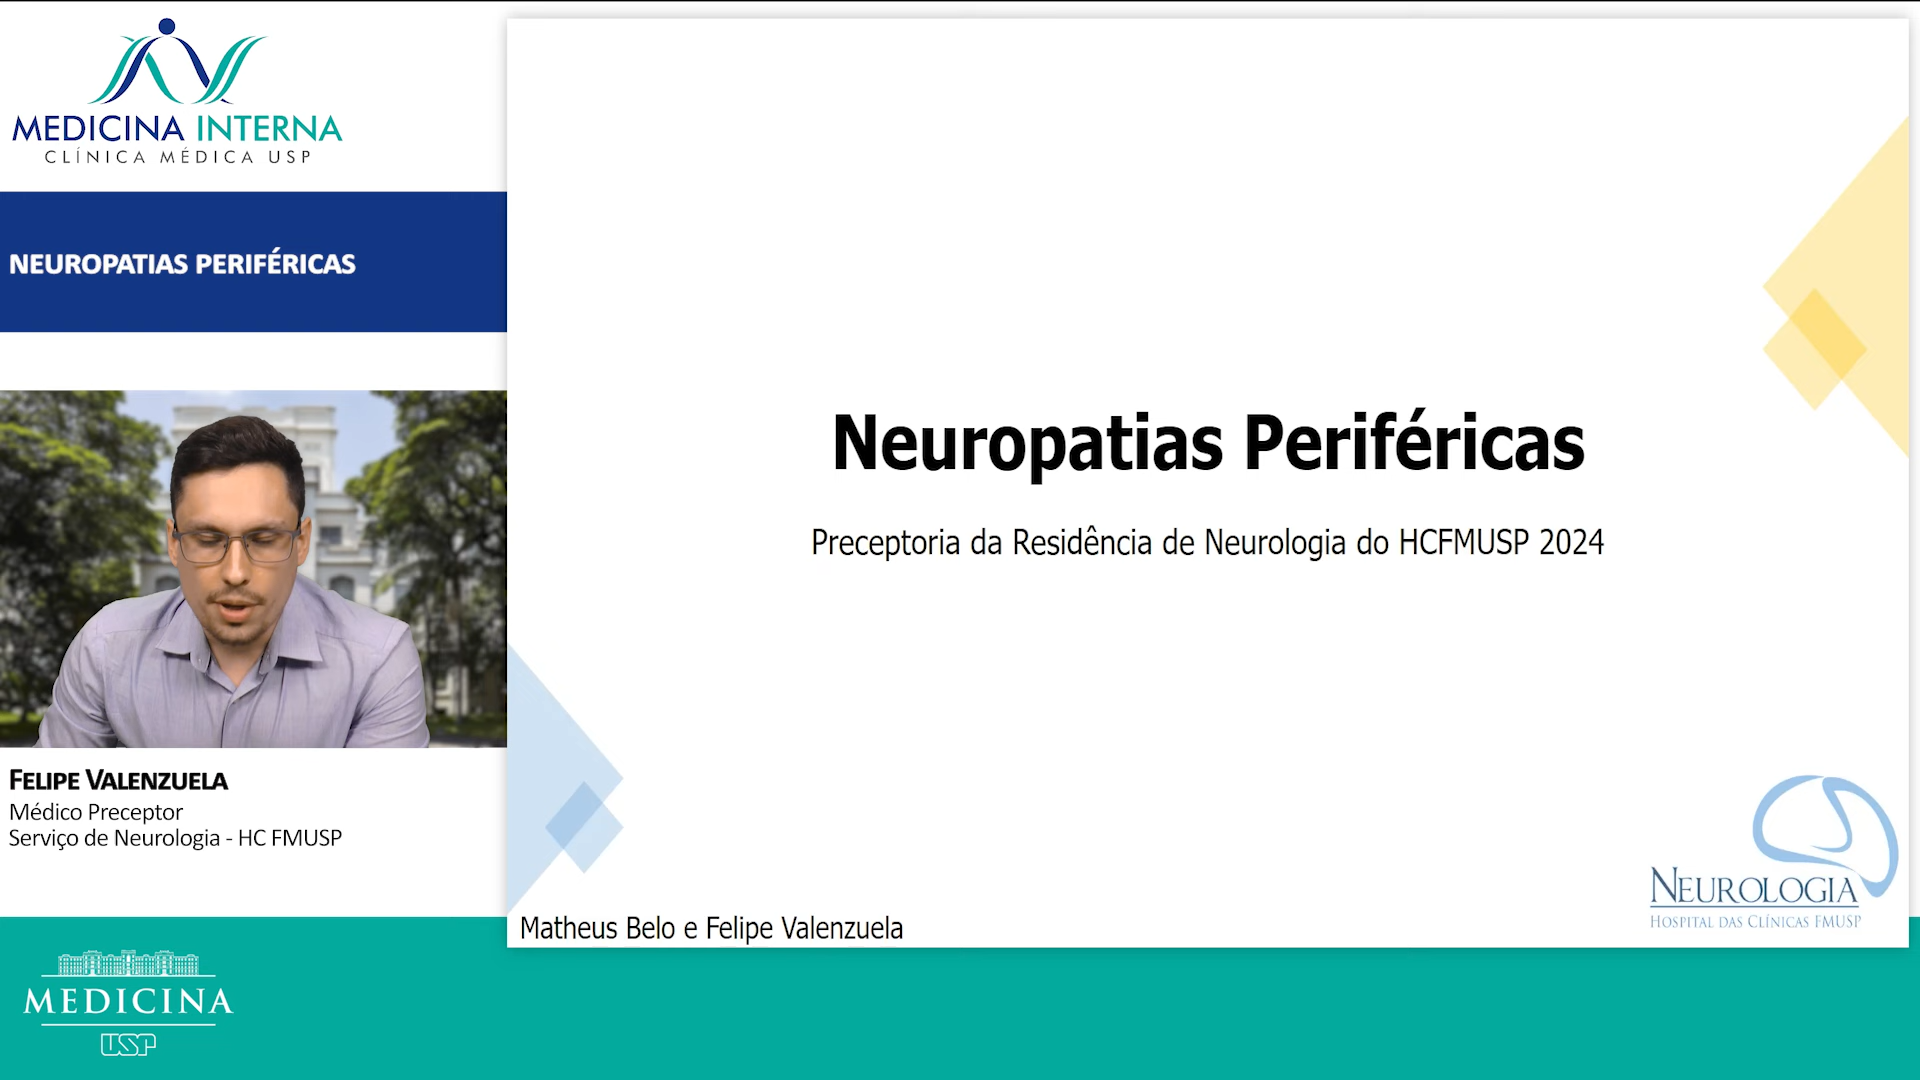 MEDICINA INTERNA
CLÍNICA MÉDICA USP
NEUROPATIAS PERIFÉRICAS
FELIPE VALENZUELA
Médico Preceptor
Serviço de Neurologia - HC FMUSP
MEDICINA
USP
Neuropatias Periféricas
Preceptoria da Residência de Neurologia do HCFMUSP 2024
Matheus Belo e Felipe Valenzuela
NEUROLOGIA
HOSPITAL DAS CLÍNICAS FMUSP